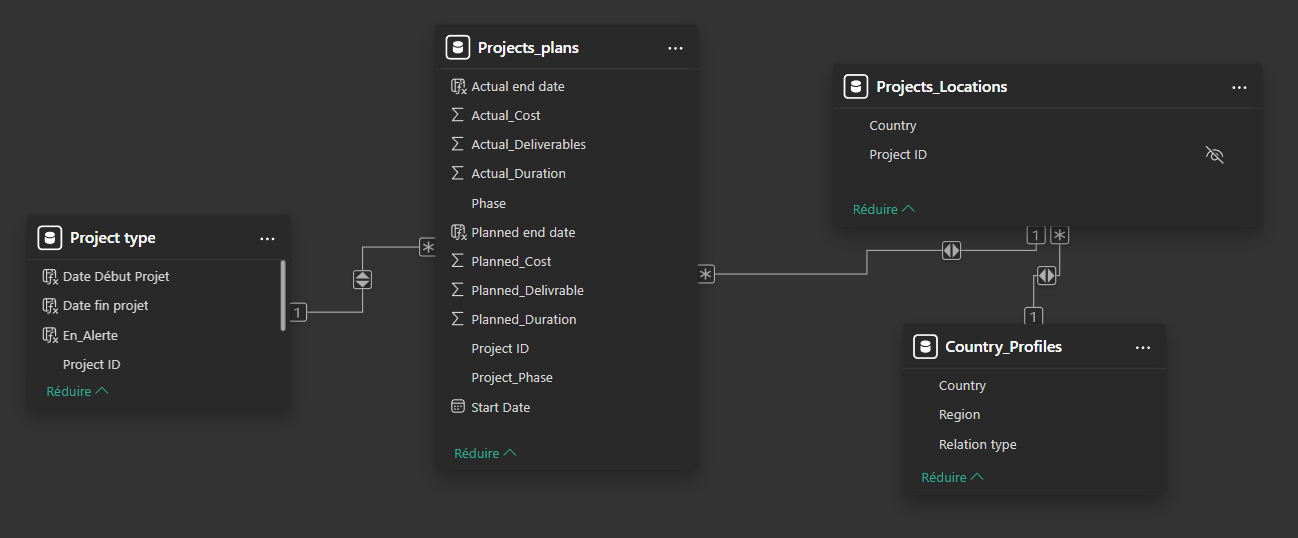 Project type
Date Début Projet
Date fin projet
En_Alerte
Project ID
Réduire
1
*
Projects_plans
Actual end date
Actual_Cost
Actual_Deliverables
Actual_Duration
Phase
Planned end date
Planned_Cost
Planned_Delivrable
Planned_Duration
Project ID
Project_Phase
Start Date
Réduire
*
Projects_Locations
Country
Project ID
Réduire
1
*
1
Country_Profiles
Country
Region
Relation type
Réduire